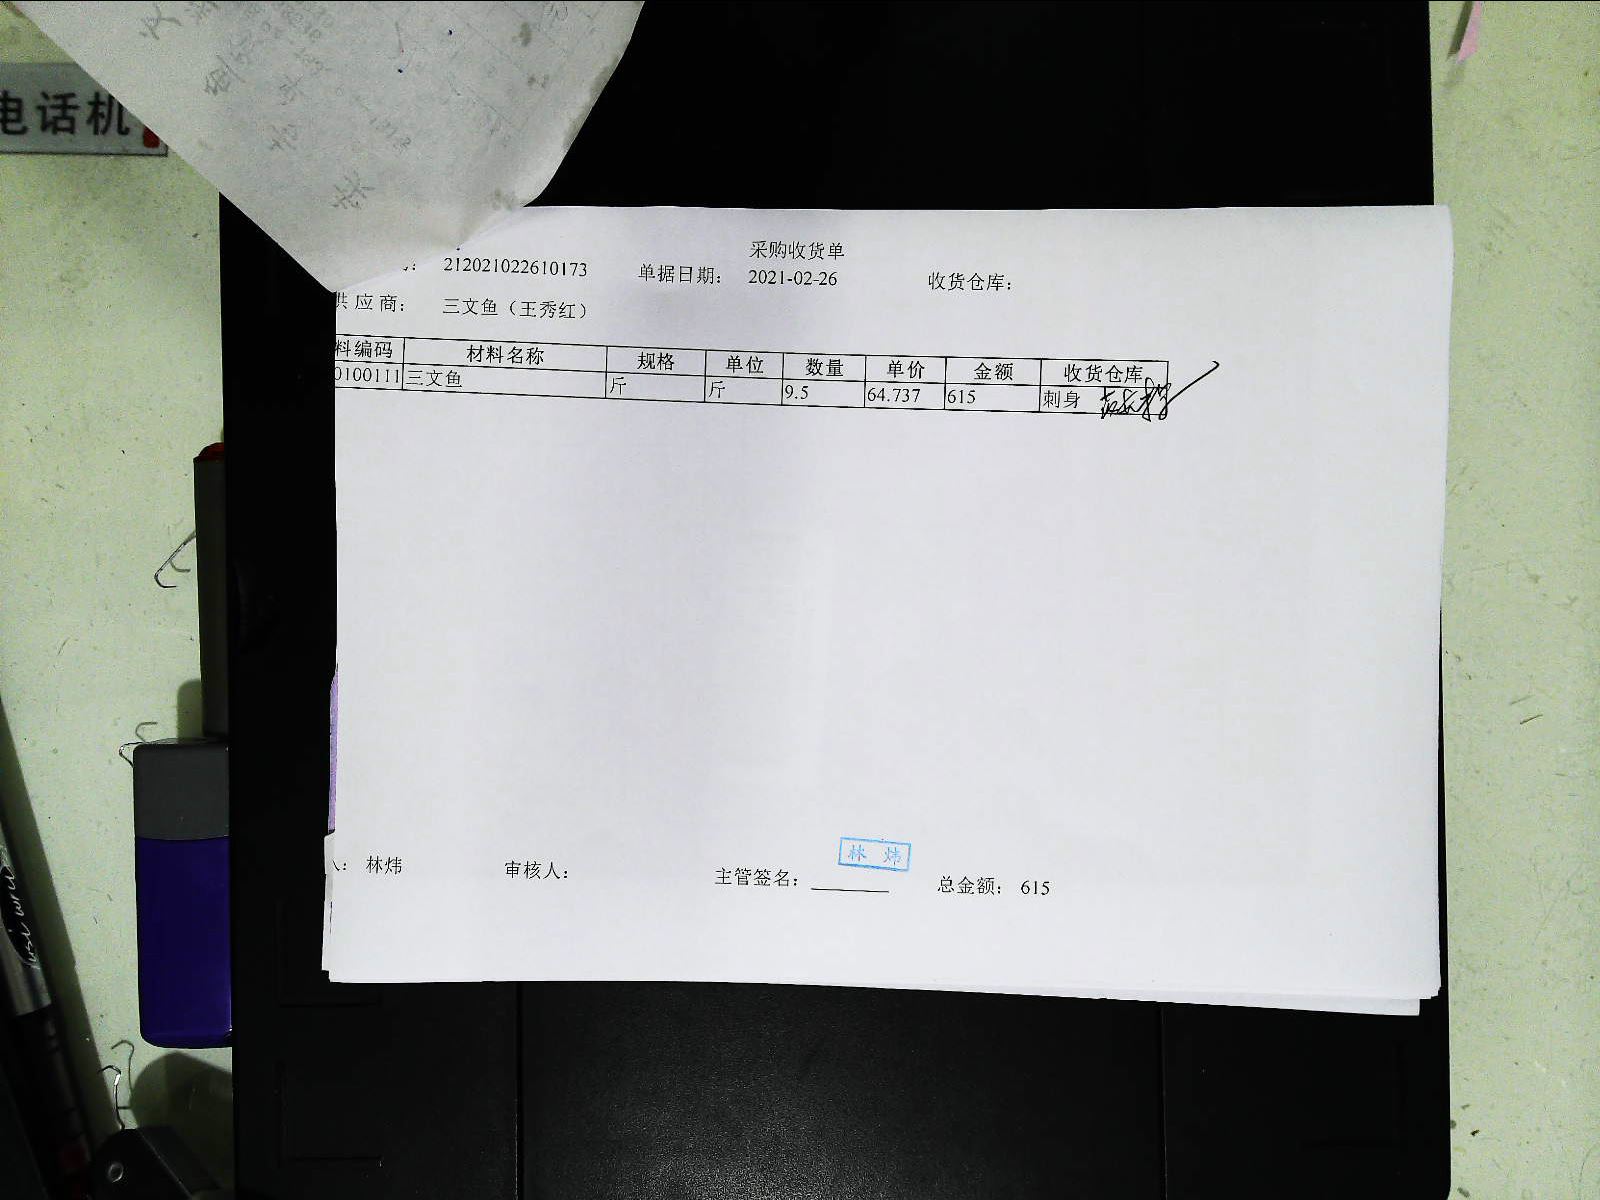 电话机
采购收货单
212021022610173 单据日期： 2021-02-26 收货仓库：
供应商： 三文鱼（王秀红）
料编码 材料名称 规格 单位 数量 单价 金额 收货仓库
0100111 三文鱼 斤 斤 9.5 64.737 615 刺身
林炜
林炜 审核人： 主管签名： 总金额： 615
Just wri